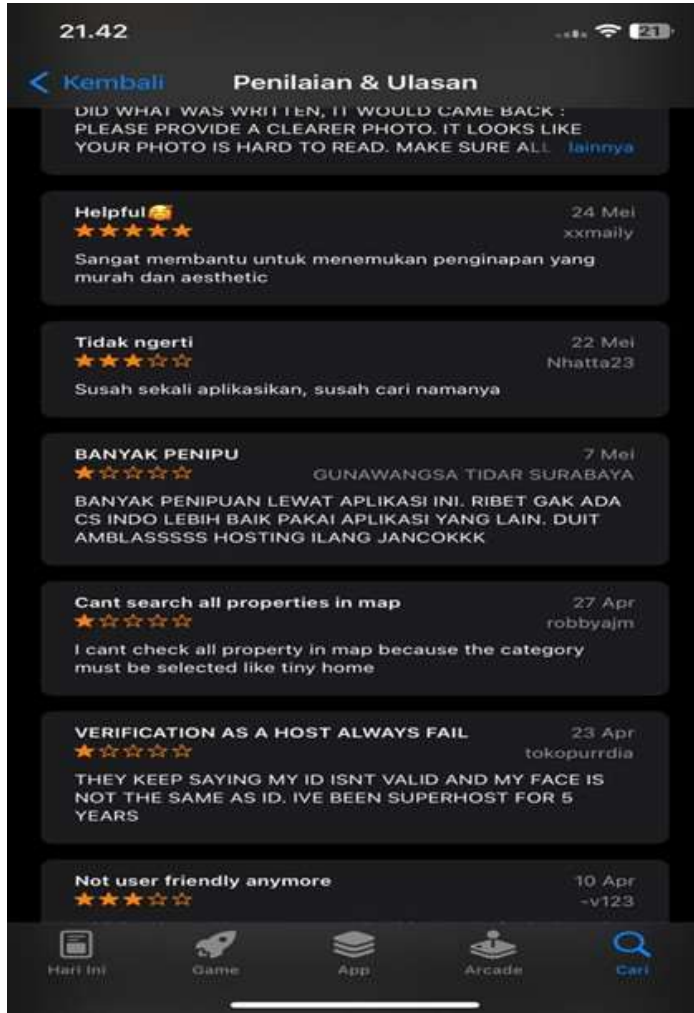 21.42
21
Kembali
Penilaian & Ulasan
DID WHAT WAS WRITTEN, IT WOULD CAME BACK :
PLEASE PROVIDE A CLEARER PHOTO. IT LOOKS LIKE
YOUR PHOTO IS HARD TO READ. MAKE SURE ALL lainnya
Helpful🥰 24 Mei
xxmaily
Sangat membantu untuk menemukan penginapan yang
murah dan aesthetic
Tidak ngerti 22 Mei
Nhatta23
Susah sekali aplikasikan, susah cari namanya
BANYAK PENIPU 7 Mei
GUNAWANGSA TIDAR SURABAYA
BANYAK PENIPUAN LEWAT APLIKASI INI. RIBET GAK ADA
CS INDO LEBIH BAIK PAKAI APLIKASI YANG LAIN. DUIT
AMBLASSSSS HOSTING ILANG JANCOKKK
Cant search all properties in map 27 Apr
robbyajm
I cant check all property in map because the category
must be selected like tiny home
VERIFICATION AS A HOST ALWAYS FAIL 23 Apr
tokopurrdia
THEY KEEP SAYING MY ID ISNT VALID AND MY FACE IS
NOT THE SAME AS ID. IVE BEEN SUPERHOST FOR 5
YEARS
Not user friendly anymore 10 Apr
-v123
Hari Ini Game App Arcade Cari